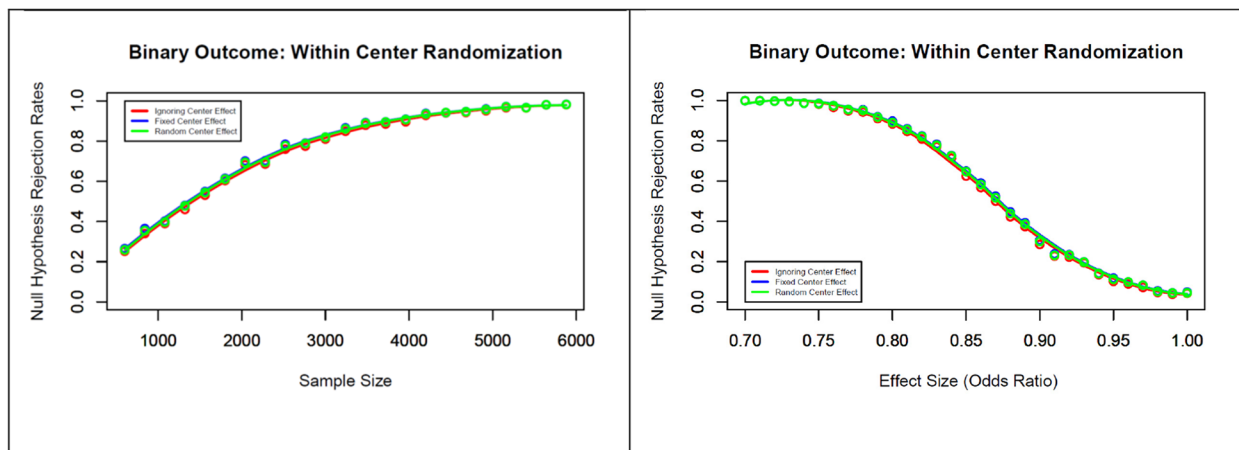 Binary Outcome: Within Center Randomization
Null Hypothesis Rejection Rates
1.0
0.8
0.6
0.4
0.2
0.0
Ignoring Center Effect
Fixed Center Effect
Random Center Effect
1000 2000 3000 4000 5000 6000
Sample Size
Binary Outcome: Within Center Randomization
Null Hypothesis Rejection Rates
1.0
0.8
0.6
0.4
0.2
0.0
Ignoring Center Effect
Fixed Center Effect
Random Center Effect
0.70 0.75 0.80 0.85 0.90 0.95 1.00
Effect Size (Odds Ratio)